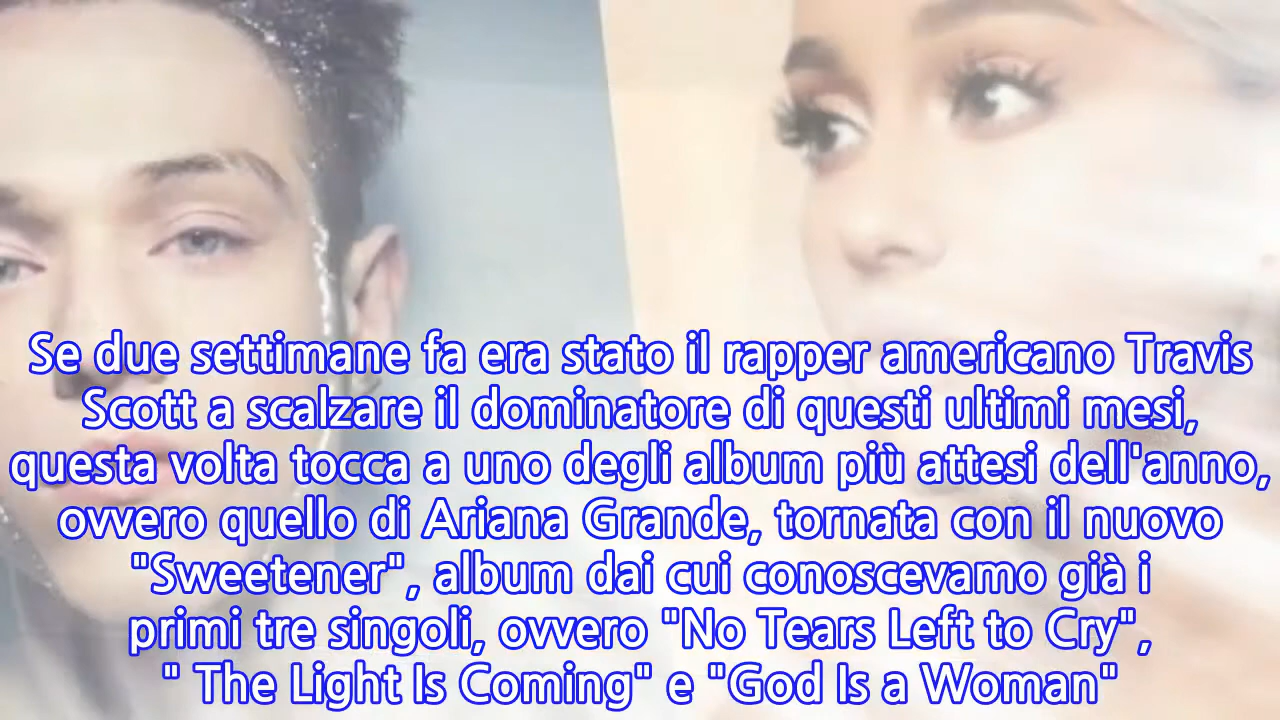 Se due settimane fa era stato il rapper americano Travis
Scott a scalzare il dominatore di questi ultimi mesi,
questa volta tocca a uno degli album più attesi dell'anno,
ovvero quello di Ariana Grande, tornata con il nuovo
"Sweetener", album dai cui conoscevamo già i
primi tre singoli, ovvero "No Tears Left to Cry",
" The Light Is Coming" e "God Is a Woman"